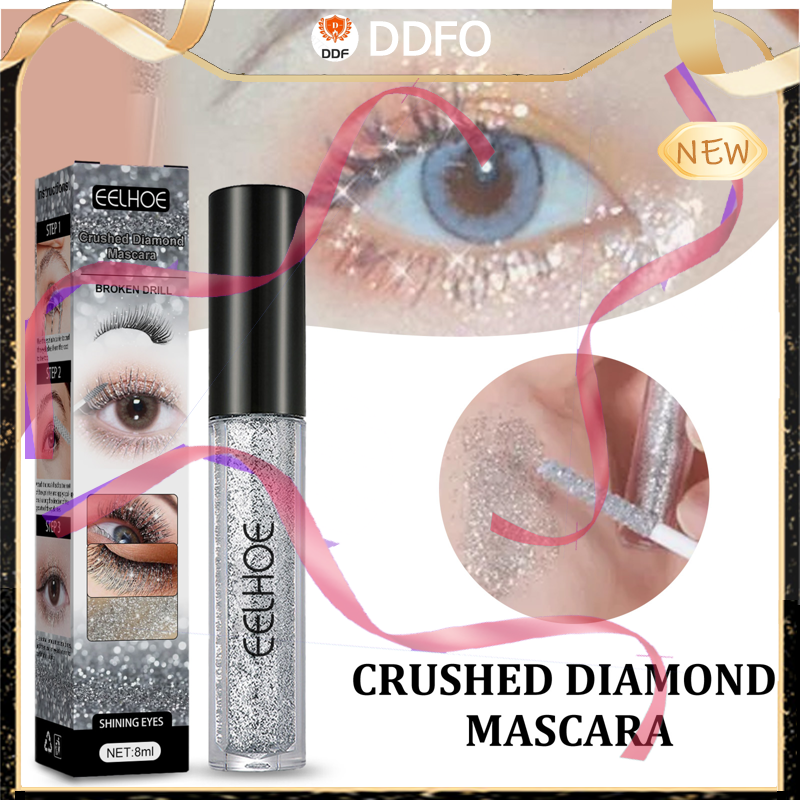 DDF
DDFO
NEW
EELHOE
Crushed Diamond
Mascara
BROKEN DRILL
Instructions
STEP 1
STEP 2
STEP 3
SHINING EYES
NET:8ml
EELHOE
CRUSHED DIAMOND
MASCARA